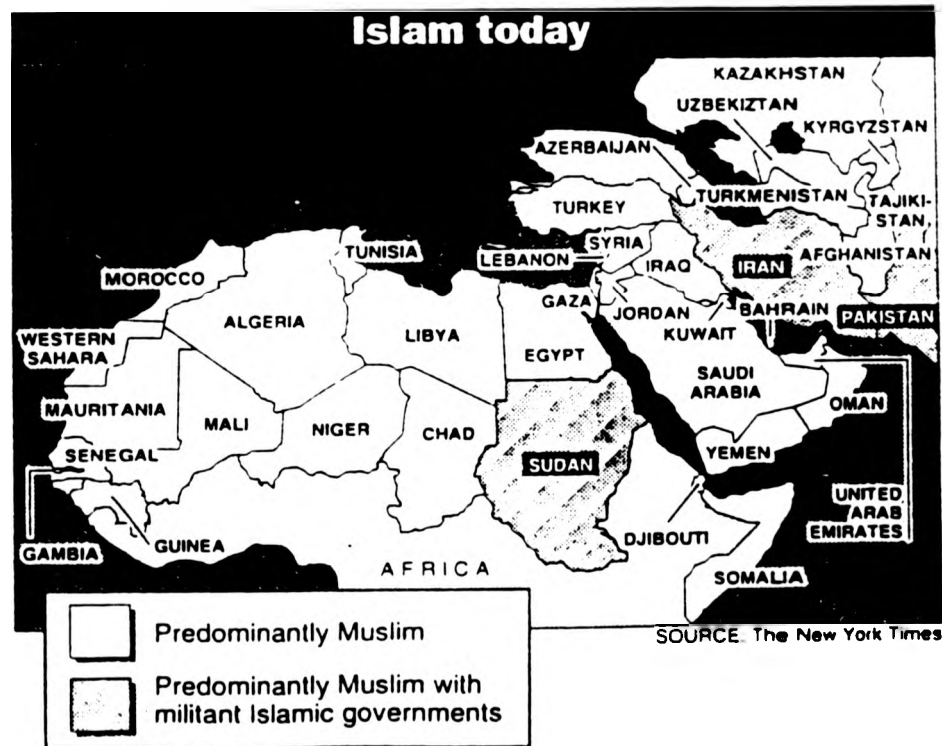 Islam today
KAZAKHSTAN
UZBEKIZTAN
KYRGYZSTAN
AZERBAIJAN
TURKMENISTAN
TAJIKI-
STAN
TURKEY
SYRIA
LEBANON
IRAQ
IRAN
AFGHANISTAN
TUNISIA
MOROCCO
GAZA
JORDAN
BAHRAIN
PAKISTAN
KUWAIT
ALGERIA
LIBYA
WESTERN
SAHARA
EGYPT
SAUDI
ARABIA
OMAN
MAURITANIA
MALI
NIGER
CHAD
YEMEN
SENEGAL
SUDAN
UNITED
ARAB
EMIRATES
GAMBIA
GUINEA
DJIBOUTI
AFRICA
SOMALIA
SOURCE: The New York Times
Predominantly Muslim
Predominantly Muslim with
militant Islamic governments